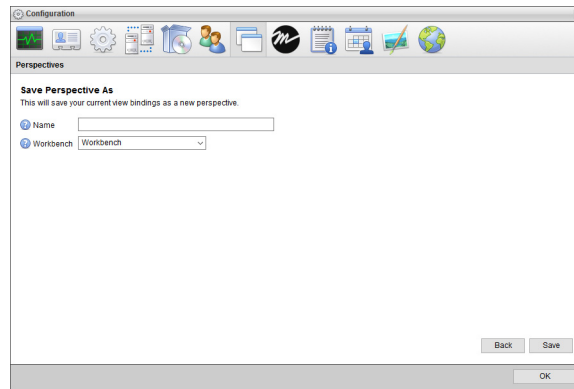 Configuration
Perspectives
Save Perspective As
This will save your current view bindings as a new perspective.
Name
Workbench Workbench
Back Save
OK